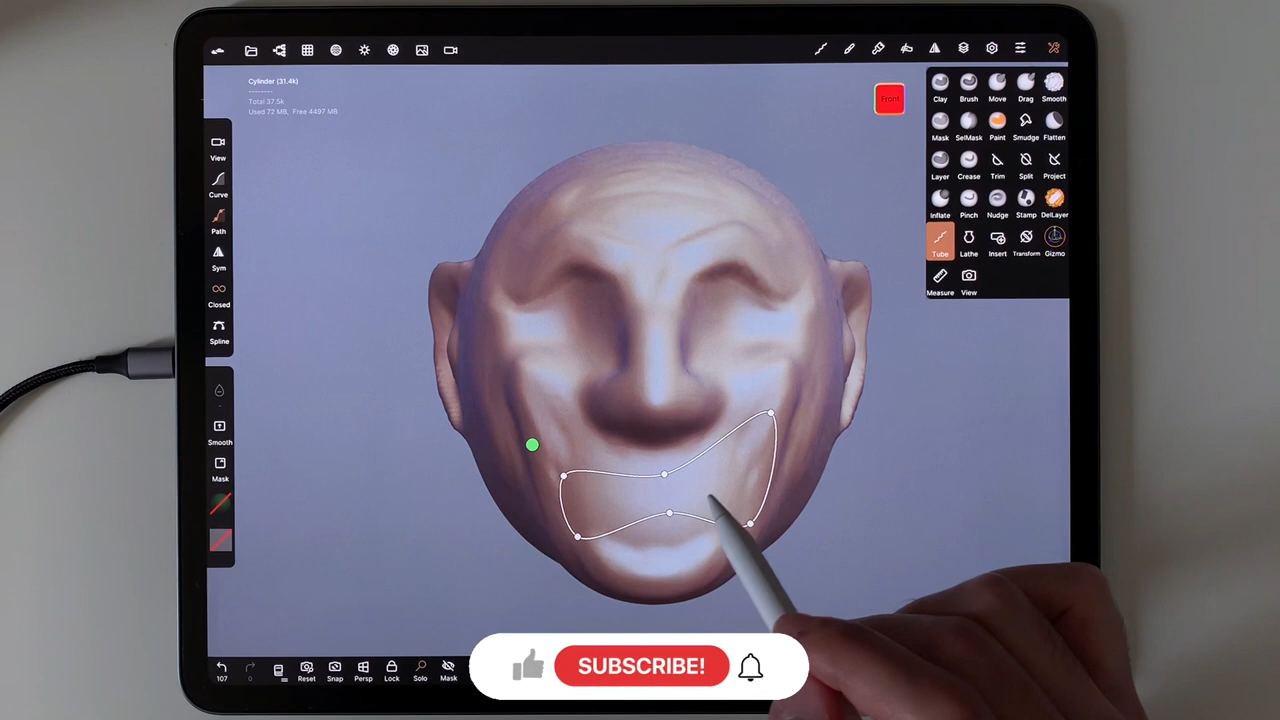 Cylinder (31.4k)
--------
Total 37.5k
Used 72 MB, Free 4497 MB
Front
View
Curve
Path
Sym
Closed
Spline
Smooth
Mask
Clay Brush Move Drag Smooth
Mask SelMask Paint Smudge Flatten
Layer Crease Trim Split Project
Inflate Pinch Nudge Stamp DelLayer
Tube Lathe Insert Transform Gizmo
Measure View
107 0 Reset Snap Persp Lock Solo Mask
SUBSCRIBE!